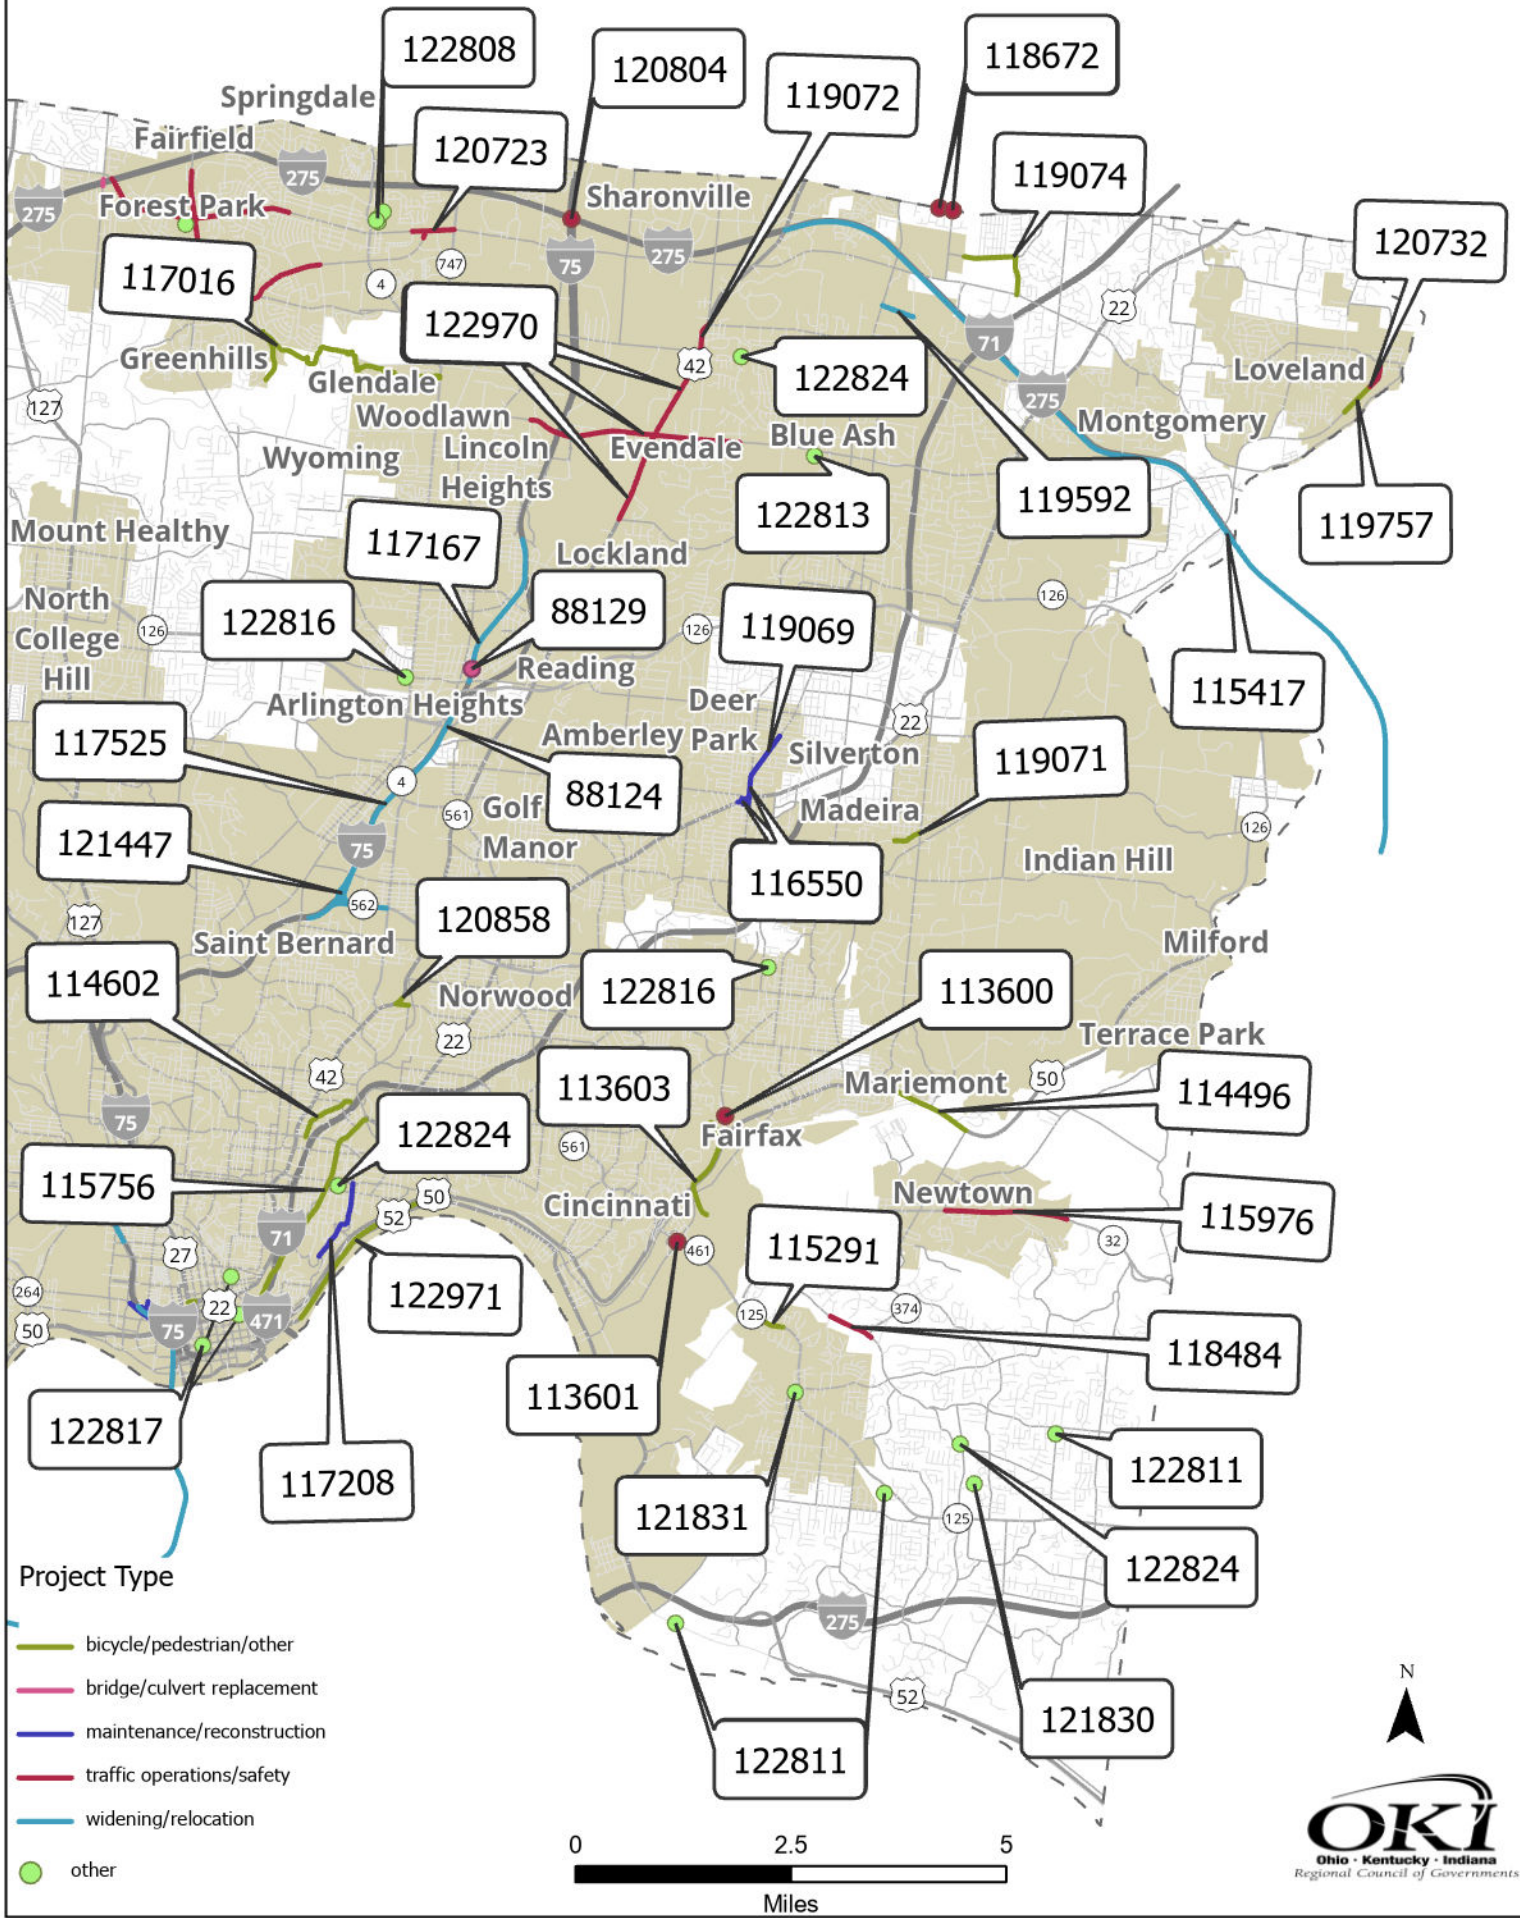 122808
120804
118672
119072
Springdale
Fairfield
120723
119074
275
275
Forest Park
Sharonville
120732
75
275
747
4
117016
22
122970
71
42
Greenhills
Glendale
122824
Loveland
127
Woodlawn
275
Montgomery
Wyoming
Lincoln
Heights
Evendale
Blue Ash
119592
122813
119757
Mount Healthy
117167
Lockland
North
College
Hill
126
122816
88129
126
119069
126
Reading
Arlington Heights
Deer
Park
115417
117525
Amberley
22
Silverton
119071
4
88124
Golf
Manor
561
Madeira
126
121447
75
Indian Hill
116550
562
127
120858
Saint Bernard
Milford
114602
Norwood
122816
113600
22
Terrace Park
42
113603
Mariemont
50
114496
75
122824
561
Fairfax
115756
50
Cincinnati
Newtown
52
115976
71
27
461
115291
32
264
122971
22
374
50
75
471
125
118484
113601
122817
122811
117208
121831
125
122824
Project Type
275
bicycle/pedestrian/other
bridge/culvert replacement
52
121830
N
maintenance/reconstruction
122811
traffic operations/safety
widening/relocation
OKI
0 2.5 5
Ohio · Kentucky · Indiana
other
Regional Council of Governments
Miles